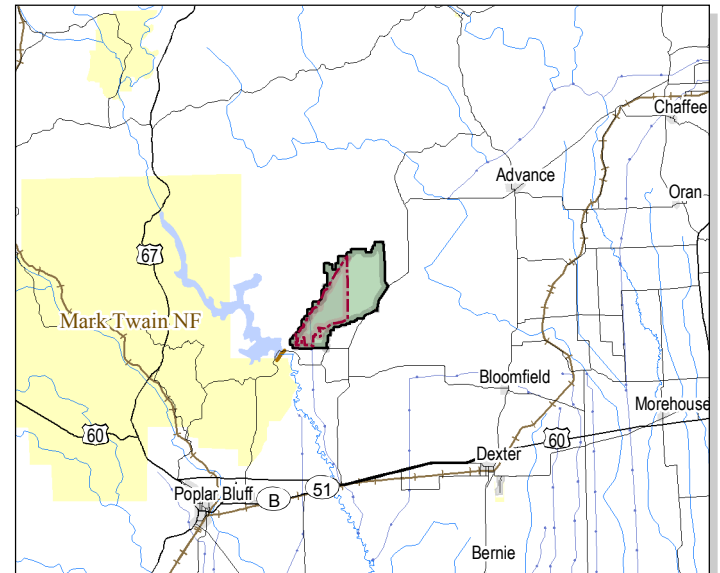 Chaffee
Advance
Oran
67
Mark Twain NF
Bloomfield
Morehouse
60
60
Dexter
Poplar Bluff
B
51
Bernie